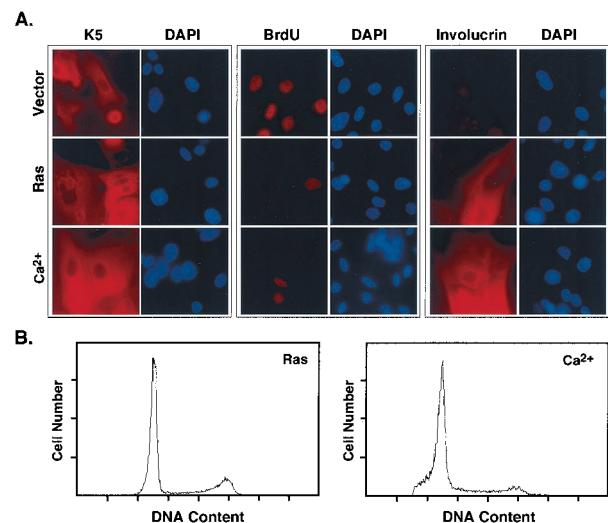 A.
K5 DAPI BrdU DAPI Involucrin DAPI
Vector
Ras
Ca2+
B.
Ras
Ca2+
Cell Number
Cell Number
DNA Content
DNA Content